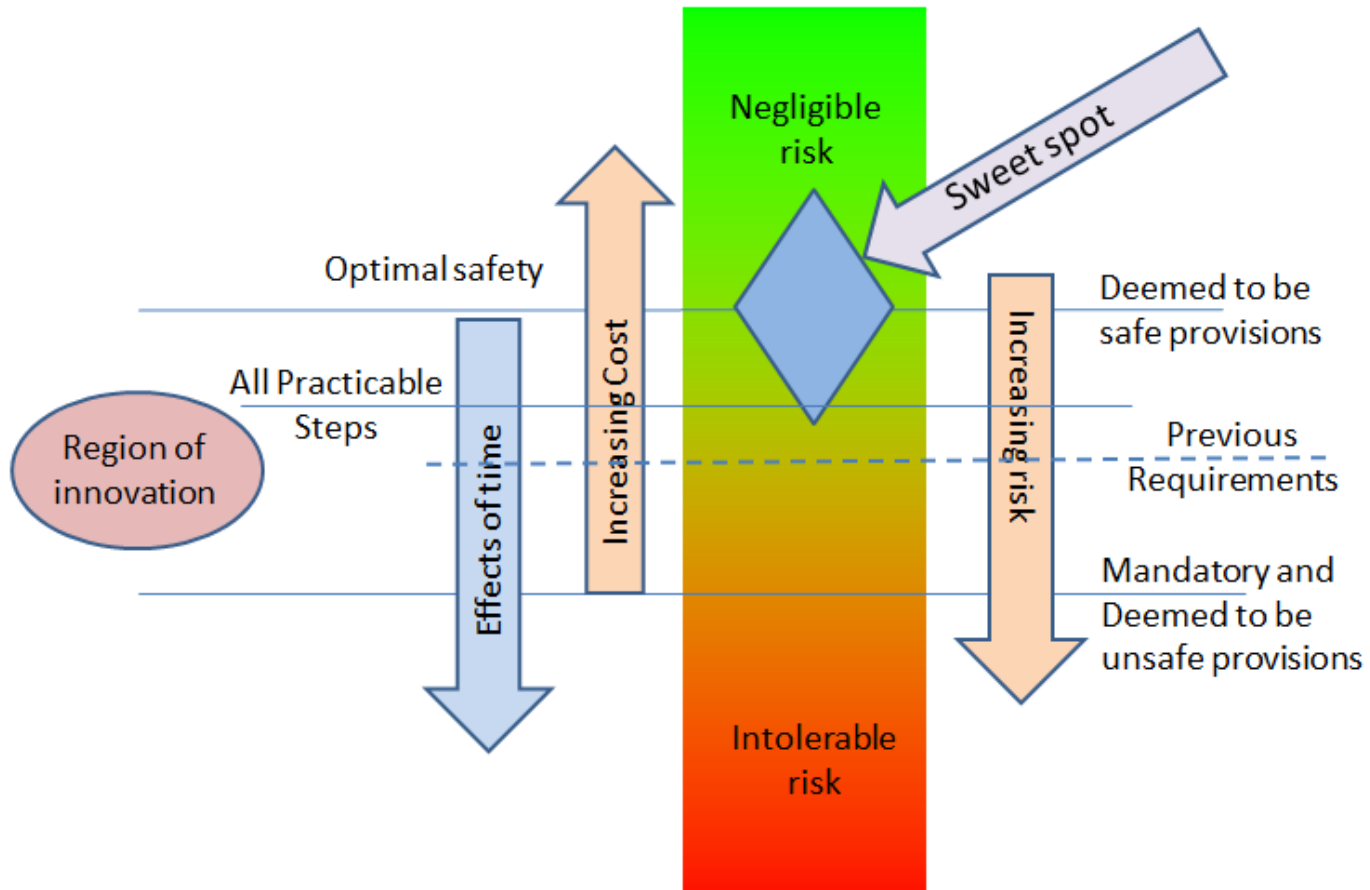 Negligible
risk
Sweet spot
Optimal safety
Deemed to be
safe provisions
Increasing Cost
Increasing risk
All Practicable
Steps
Effects of time
Region of
innovation
Previous
Requirements
Mandatory and
Deemed to be
unsafe provisions
Intolerable
risk